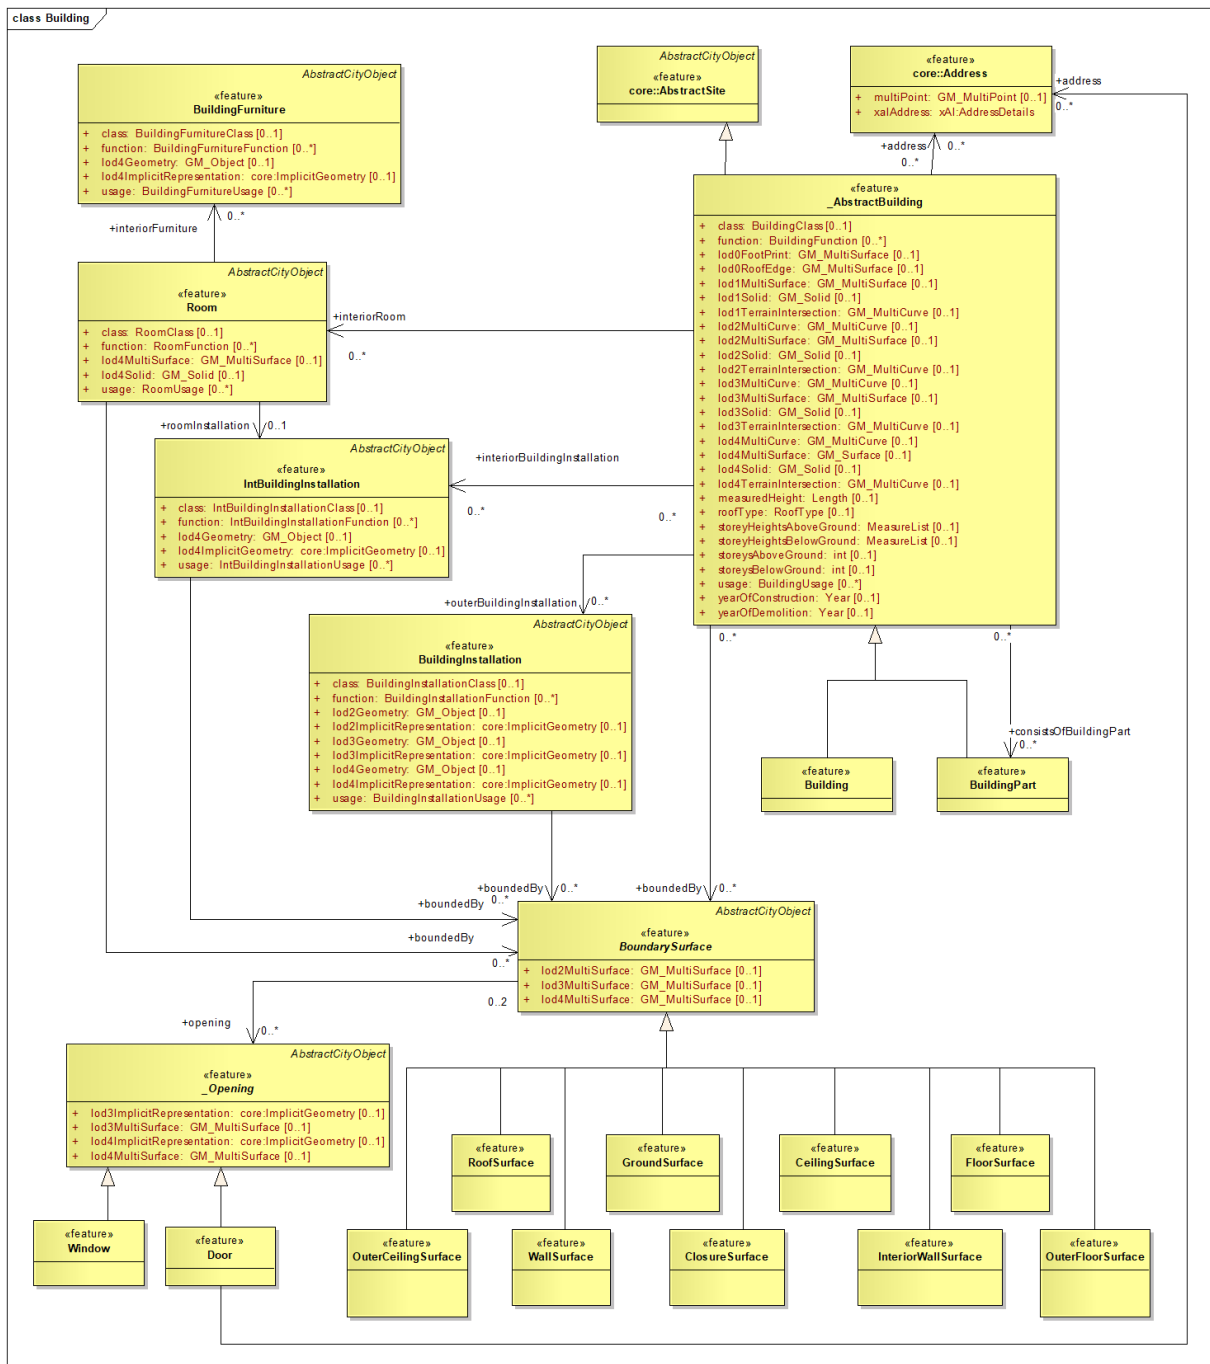 class Building
AbstractCityObject
«feature»
BuildingFurniture
+ class: BuildingFurnitureClass [0..1]
+ function: BuildingFurnitureFunction [0..*]
+ lod4Geometry: GM_Object [0..1]
+ lod4ImplicitRepresentation: core:ImplicitGeometry [0..1]
+ usage: BuildingFurnitureUsage [0..*]
AbstractCityObject
«feature»
core::AbstractSite
«feature»
core::Address
+ multiPoint: GM_MultiPoint [0..1]
+ xalAddress: xAl:AddressDetails
+address
0..*
+address
0..*
0..*
+interiorFurniture
0..*
AbstractCityObject
«feature»
Room
+ class: RoomClass [0..1]
+ function: RoomFunction [0..*]
+ lod4MultiSurface: GM_MultiSurface [0..1]
+ lod4Solid: GM_Solid [0..1]
+ usage: RoomUsage [0..*]
+interiorRoom
0..*
«feature»
_AbstractBuilding
+ class: BuildingClass [0..1]
+ function: BuildingFunction [0..*]
+ lod0FootPrint: GM_MultiSurface [0..1]
+ lod0RoofEdge: GM_MultiSurface [0..1]
+ lod1MultiSurface: GM_MultiSurface [0..1]
+ lod1Solid: GM_Solid [0..1]
+ lod1TerrainIntersection: GM_MultiCurve [0..1]
+ lod2MultiCurve: GM_MultiCurve [0..1]
+ lod2MultiSurface: GM_MultiSurface [0..1]
+ lod2Solid: GM_Solid [0..1]
+ lod2TerrainIntersection: GM_MultiCurve [0..1]
+ lod3MultiCurve: GM_MultiCurve [0..1]
+ lod3MultiSurface: GM_MultiSurface [0..1]
+ lod3Solid: GM_Solid [0..1]
+ lod3TerrainIntersection: GM_MultiCurve [0..1]
+ lod4MultiCurve: GM_MultiCurve [0..1]
+ lod4MultiSurface: GM_Surface [0..1]
+ lod4Solid: GM_Solid [0..1]
+ lod4TerrainIntersection: GM_MultiCurve [0..1]
+ measuredHeight: Length [0..1]
+ roofType: RoofType [0..1]
+ storeyHeightsAboveGround: MeasureList [0..1]
+ storeyHeightsBelowGround: MeasureList [0..1]
+ storeysAboveGround: int [0..1]
+ storeysBelowGround: int [0..1]
+ usage: BuildingUsage [0..*]
+ yearOfConstruction: Year [0..1]
+ yearOfDemolition: Year [0..1]
+roomInstallation
0..1
AbstractCityObject
«feature»
IntBuildingInstallation
+ class: IntBuildingInstallationClass [0..1]
+ function: IntBuildingInstallationFunction [0..*]
+ lod4Geometry: GM_Object [0..1]
+ lod4ImplicitGeometry: core:ImplicitGeometry [0..1]
+ usage: IntBuildingInstallationUsage [0..*]
+interiorBuildingInstallation
0..*
0..*
+outerBuildingInstallation
0..*
AbstractCityObject
«feature»
BuildingInstallation
+ class: BuildingInstallationClass [0..1]
+ function: BuildingInstallationFunction [0..*]
+ lod2Geometry: GM_Object [0..1]
+ lod2ImplicitRepresentation: core:ImplicitGeometry [0..1]
+ lod3Geometry: GM_Object [0..1]
+ lod3ImplicitRepresentation: core:ImplicitGeometry [0..1]
+ lod4Geometry: GM_Object [0..1]
+ lod4ImplicitRepresentation: core:ImplicitGeometry [0..1]
+ usage: BuildingInstallationUsage [0..*]
0..*
0..*
+consistsOfBuildingPart
0..*
«feature»
Building
«feature»
BuildingPart
+boundedBy
0..*
+boundedBy
0..*
+boundedBy
0..*
+boundedBy
0..*
AbstractCityObject
«feature»
BoundarySurface
+ lod2MultiSurface: GM_MultiSurface [0..1]
+ lod3MultiSurface: GM_MultiSurface [0..1]
+ lod4MultiSurface: GM_MultiSurface [0..1]
0..2
+opening
0..*
AbstractCityObject
«feature»
_Opening
+ lod3ImplicitRepresentation: core:ImplicitGeometry [0..1]
+ lod3MultiSurface: GM_MultiSurface [0..1]
+ lod4ImplicitRepresentation: core:ImplicitGeometry [0..1]
+ lod4MultiSurface: GM_MultiSurface [0..1]
«feature»
RoofSurface
«feature»
GroundSurface
«feature»
CeilingSurface
«feature»
FloorSurface
«feature»
Window
«feature»
Door
«feature»
OuterCeilingSurface
«feature»
WallSurface
«feature»
ClosureSurface
«feature»
InteriorWallSurface
«feature»
OuterFloorSurface